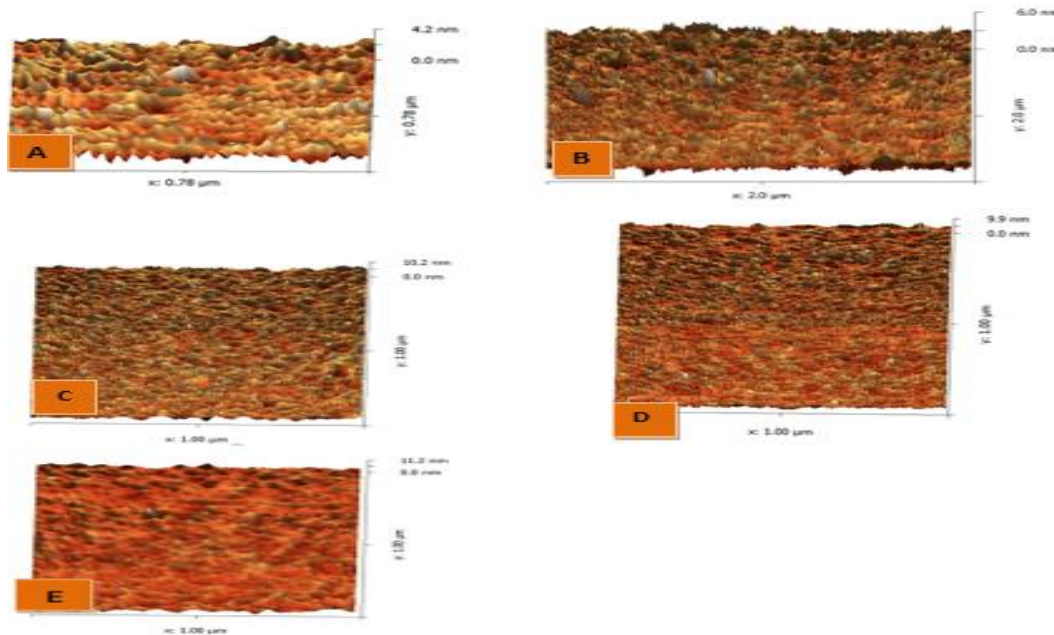 4.2 nm
0.0 nm
y: 0.78 µm
A
x: 0.78 µm
-6.0 nm
0.0 nm
y: 2.0 µm
B
x: 2.0 µm
10.2 nm
0.0 nm
y: 1.00 µm
C
x: 1.00 µm
9.9 nm
0.0 nm
y: 1.00 µm
D
x: 1.00 µm
11.2 nm
0.0 nm
y: 1.00 µm
E
x: 1.00 µm